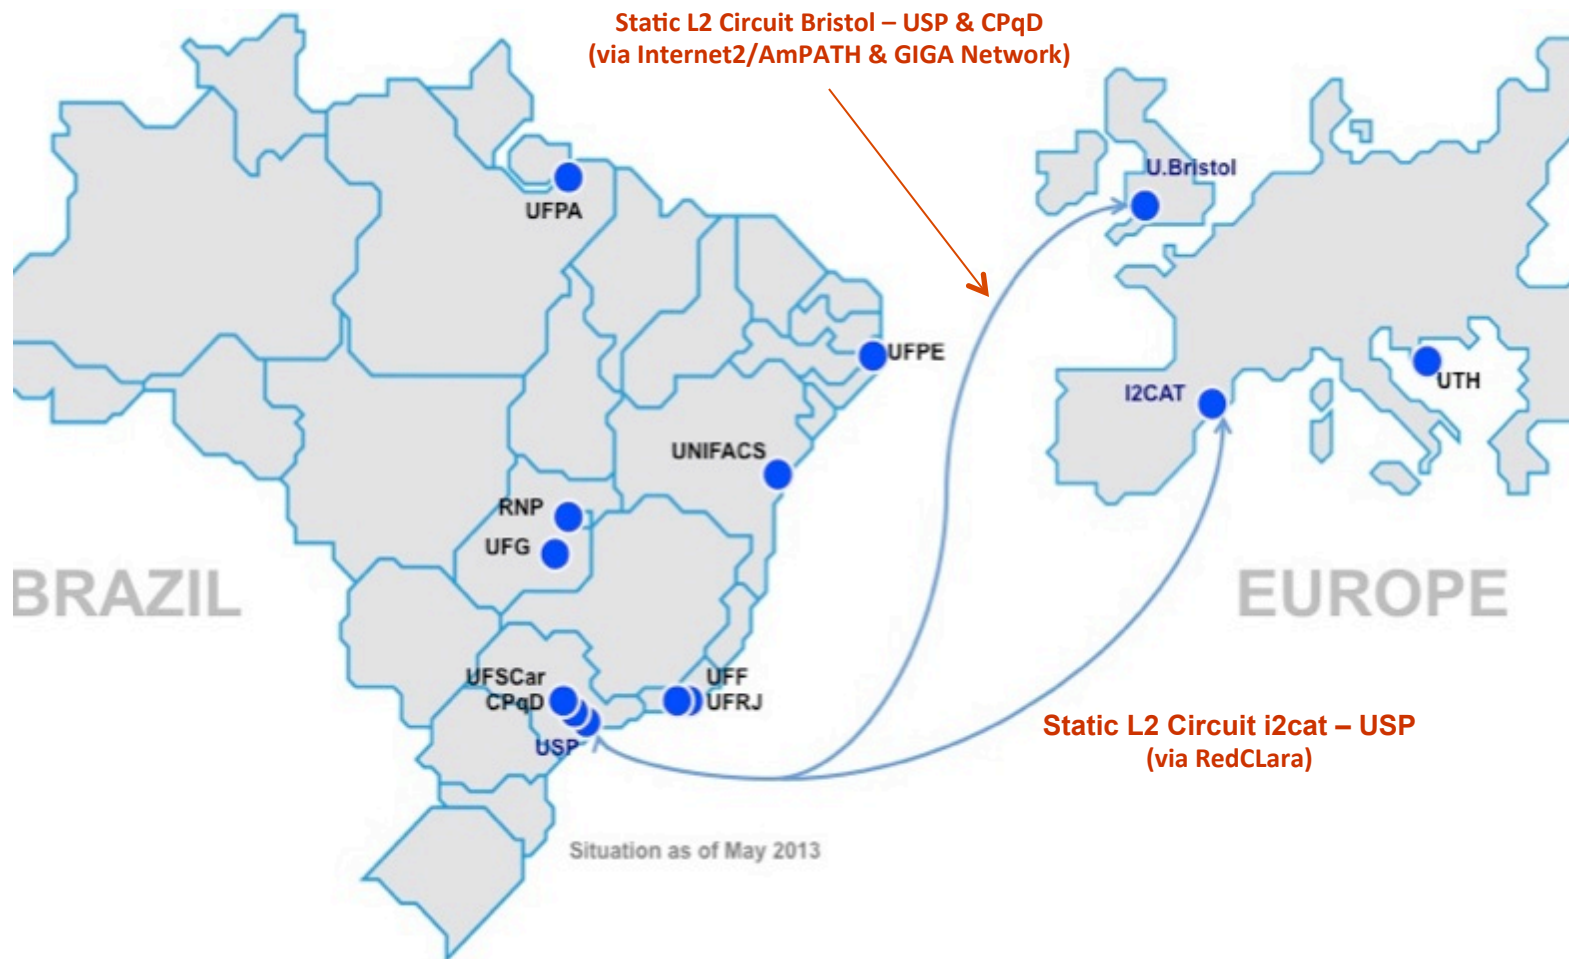 Static L2 Circuit Bristol – USP & CPqD
(via Internet2/AmPATH & GIGA Network)
U.Bristol
UFPA
UFPE
UTH
I2CAT
UNIFACS
RNP
UFG
BRAZIL
EUROPE
UFSCar
CPqD
USP
UFF
UFRJ
Static L2 Circuit i2cat – USP
(via RedCLara)
Situation as of May 2013